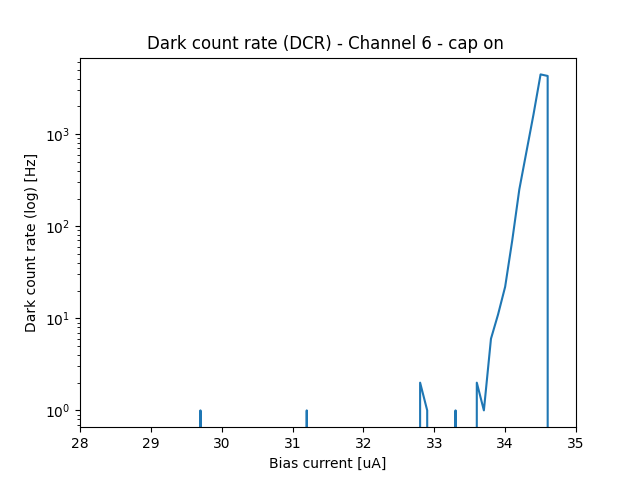 Dark count rate (DCR) - Channel 6 - cap on
Dark count rate (log) [Hz]
10³
10²
10¹
10⁰
28 29 30 31 32 33 34 35
Bias current [uA]